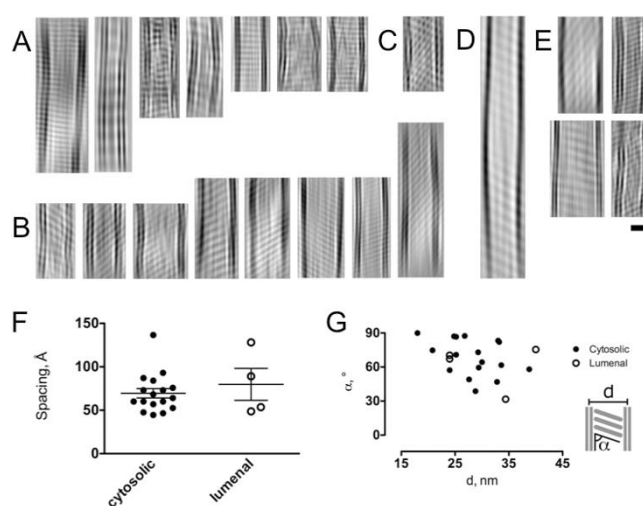 A
B
C
D
E
F
G
Spacing, Å
150
100
50
0
cytosolic
lumenal
α, °
90
60
30
0
15
25
35
45
d, nm
Cytosolic
Lumenal
d
α